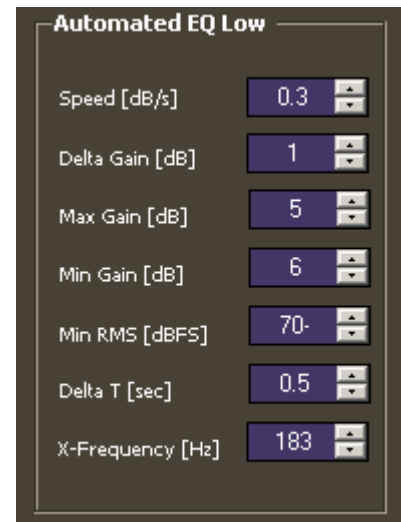 Automated EQ Low
Speed [dB/s] 0.3
Delta Gain [dB] 1
Max Gain [dB] 5
Min Gain [dB] 6
Min RMS [dBFS] 70-
Delta T [sec] 0.5
X-Frequency [Hz] 183